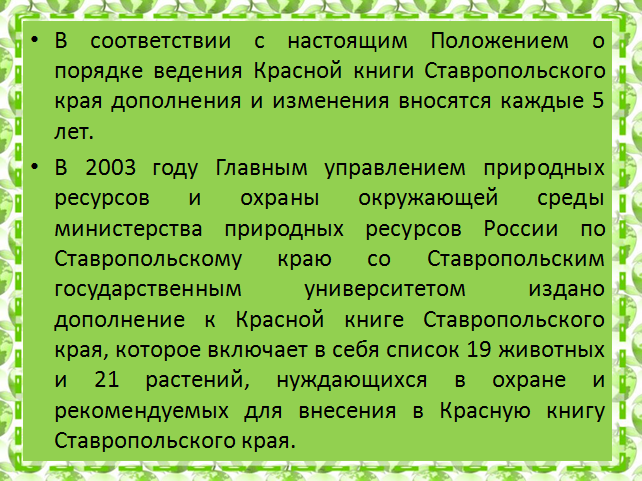 • В соответствии с настоящим Положением о
порядке ведения Красной книги Ставропольского
края дополнения и изменения вносятся каждые 5
лет.
• В 2003 году Главным управлением природных
ресурсов и охраны окружающей среды
министерства природных ресурсов России по
Ставропольскому краю со Ставропольским
государственным университетом издано
дополнение к Красной книге Ставропольского
края, которое включает в себя список 19 животных
и 21 растений, нуждающихся в охране и
рекомендуемых для внесения в Красную книгу
Ставропольского края.